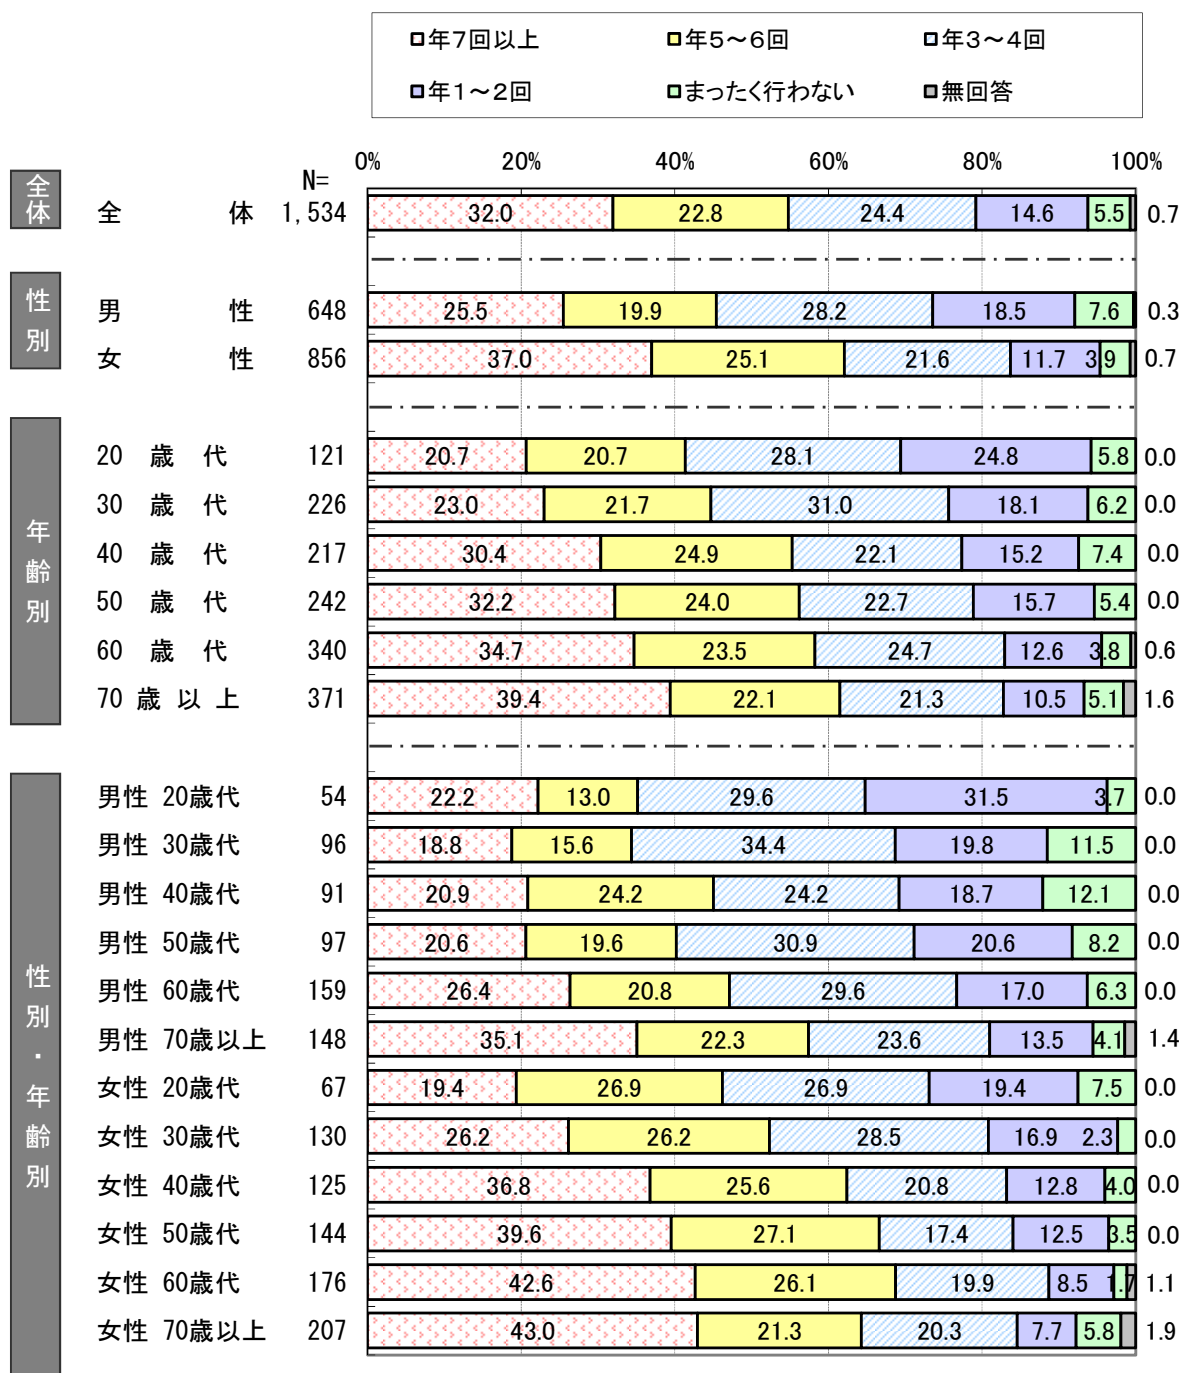 年7回以上 年5～6回 年3～4回
年1～2回 まったく行わない 無回答
0% 20% 40% 60% 80% 100%
N=
全体
全 体 1,534 32.0 22.8 24.4 14.6 5.5 0.7
性別
男 性 648 25.5 19.9 28.2 18.5 7.6 0.3
女 性 856 37.0 25.1 21.6 11.7 3.9 0.7
年齢別
20 歳 代 121 20.7 20.7 28.1 24.8 5.8 0.0
30 歳 代 226 23.0 21.7 31.0 18.1 6.2 0.0
40 歳 代 217 30.4 24.9 22.1 15.2 7.4 0.0
50 歳 代 242 32.2 24.0 22.7 15.7 5.4 0.0
60 歳 代 340 34.7 23.5 24.7 12.6 3.8 0.6
70 歳 以 上 371 39.4 22.1 21.3 10.5 5.1 1.6
性別・年齢別
男性 20歳代 54 22.2 13.0 29.6 31.5 3.7 0.0
男性 30歳代 96 18.8 15.6 34.4 19.8 11.5 0.0
男性 40歳代 91 20.9 24.2 24.2 18.7 12.1 0.0
男性 50歳代 97 20.6 19.6 30.9 20.6 8.2 0.0
男性 60歳代 159 26.4 20.8 29.6 17.0 6.3 0.0
男性 70歳以上 148 35.1 22.3 23.6 13.5 4.1 1.4
女性 20歳代 67 19.4 26.9 26.9 19.4 7.5 0.0
女性 30歳代 130 26.2 26.2 28.5 16.9 2.3 0.0
女性 40歳代 125 36.8 25.6 20.8 12.8 4.0 0.0
女性 50歳代 144 39.6 27.1 17.4 12.5 3.5 0.0
女性 60歳代 176 42.6 26.1 19.9 8.5 1.7 1.1
女性 70歳以上 207 43.0 21.3 20.3 7.7 5.8 1.9